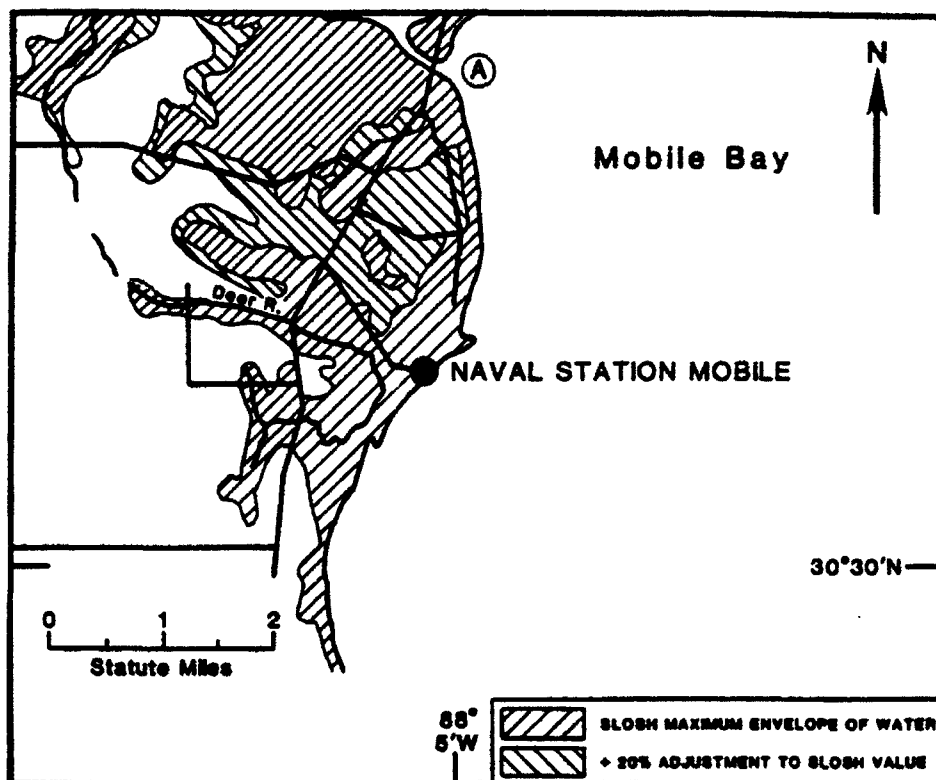 A
N
Mobile Bay
Deer R.
NAVAL STATION MOBILE
30°30'N
0 1 2
Statute Miles
88°
5'W
SLOSH MAXIMUM ENVELOPE OF WATER
+ 20% ADJUSTMENT TO SLOSH VALUE